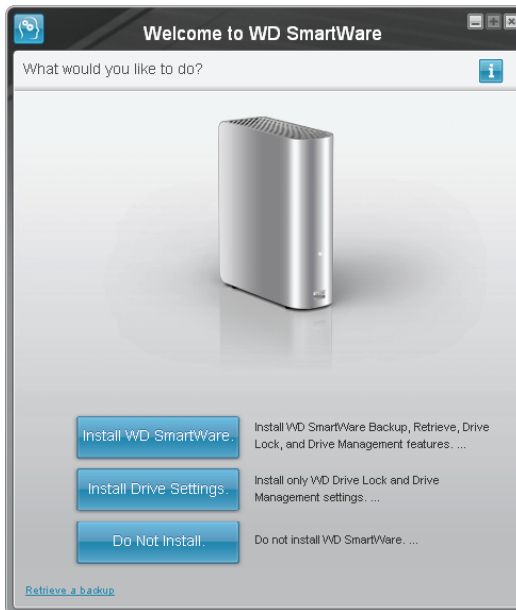 Welcome to WD SmartWare
What would you like to do?
i
Install WD SmartWare.
Install WD SmartWare Backup, Retrieve, Drive
Lock, and Drive Management features. ...
Install Drive Settings.
Install only WD Drive Lock and Drive
Management settings. ...
Do Not Install.
Do not install WD SmartWare. ...
Retrieve a backup